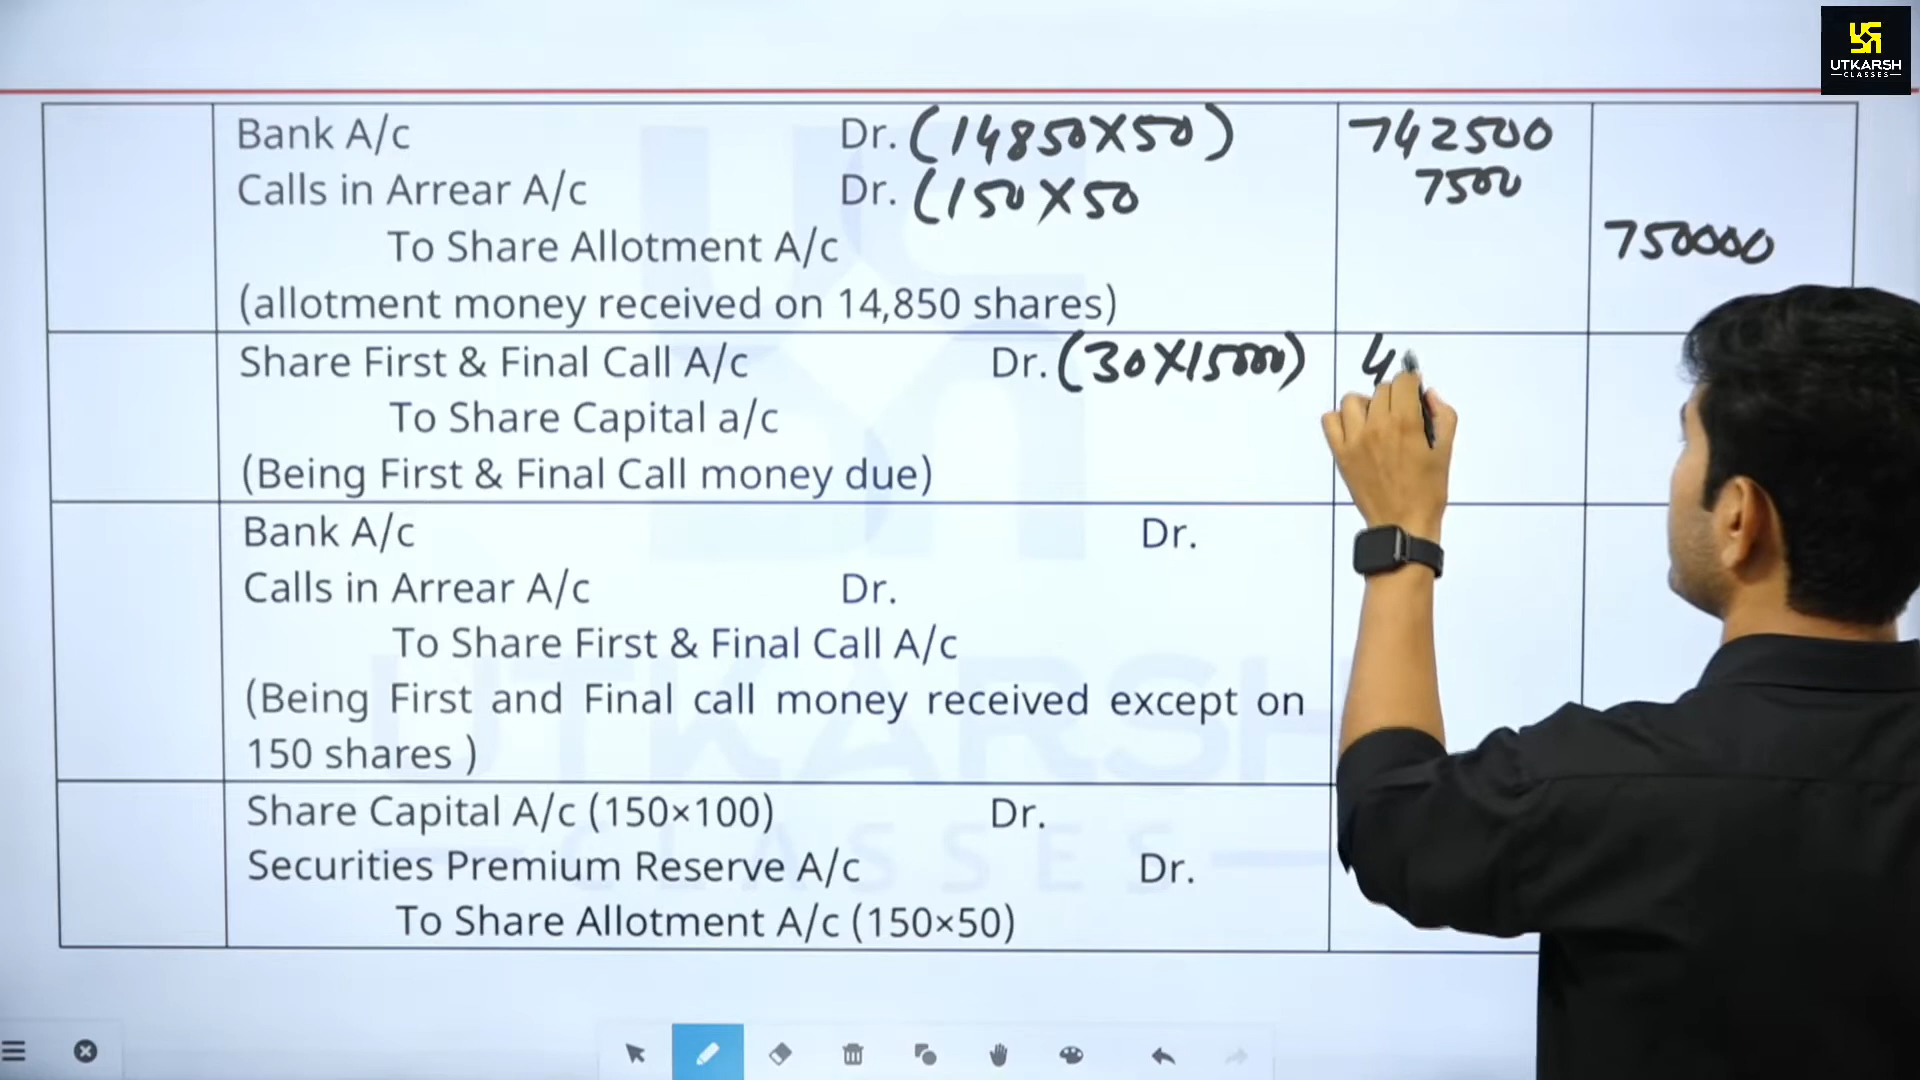 UTKARSH
CLASSES
Bank A/c Dr. (14850X50) 742500
Calls in Arrear A/c Dr. (150X50 7500
To Share Allotment A/c 750000
(allotment money received on 14,850 shares)
Share First & Final Call A/c Dr. (30X15000) 4
To Share Capital a/c
(Being First & Final Call money due)
Bank A/c Dr.
Calls in Arrear A/c Dr.
To Share First & Final Call A/c
(Being First and Final call money received except on
150 shares )
Share Capital A/c (150×100) Dr.
Securities Premium Reserve A/c Dr.
To Share Allotment A/c (150×50)
UTKARSH
CLASSES